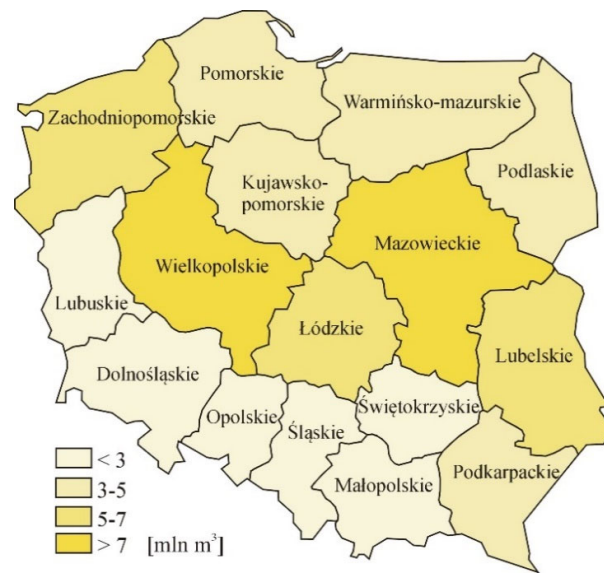 Pomorskie
Warmińsko-mazurskie
Zachodniopomorskie
Podlaskie
Kujawsko-
pomorskie
Mazowieckie
Wielkopolskie
Lubuskie
Łódzkie
Lubelskie
Dolnośląskie
Opolskie
Śląskie
Świętokrzyskie
Małopolskie
Podkarpackie
< 3
3-5
5-7
> 7 [mln m³]